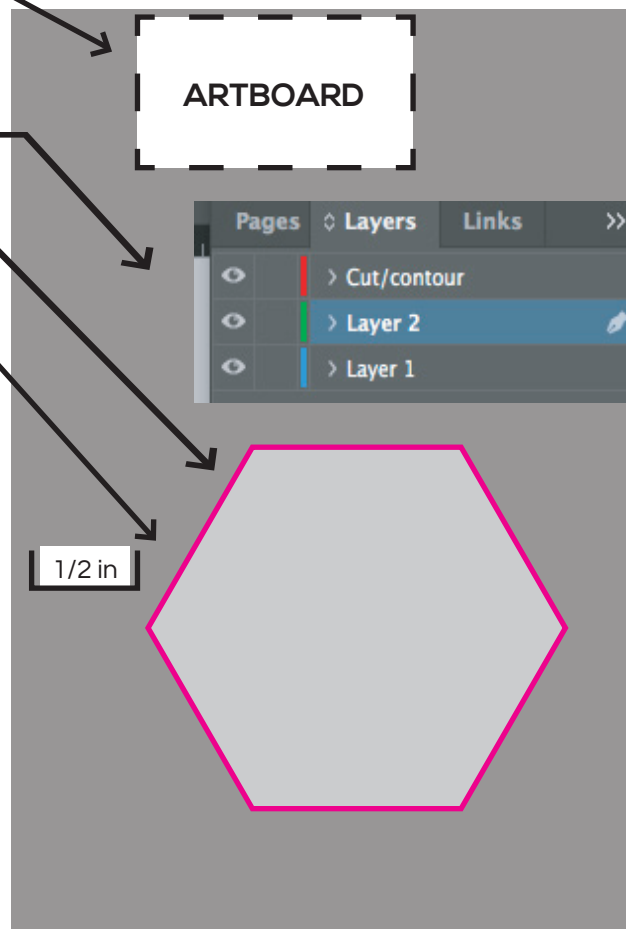 ARTBOARD
Pages Layers Links >>
> Cut/contour
> Layer 2
> Layer 1
1/2 in